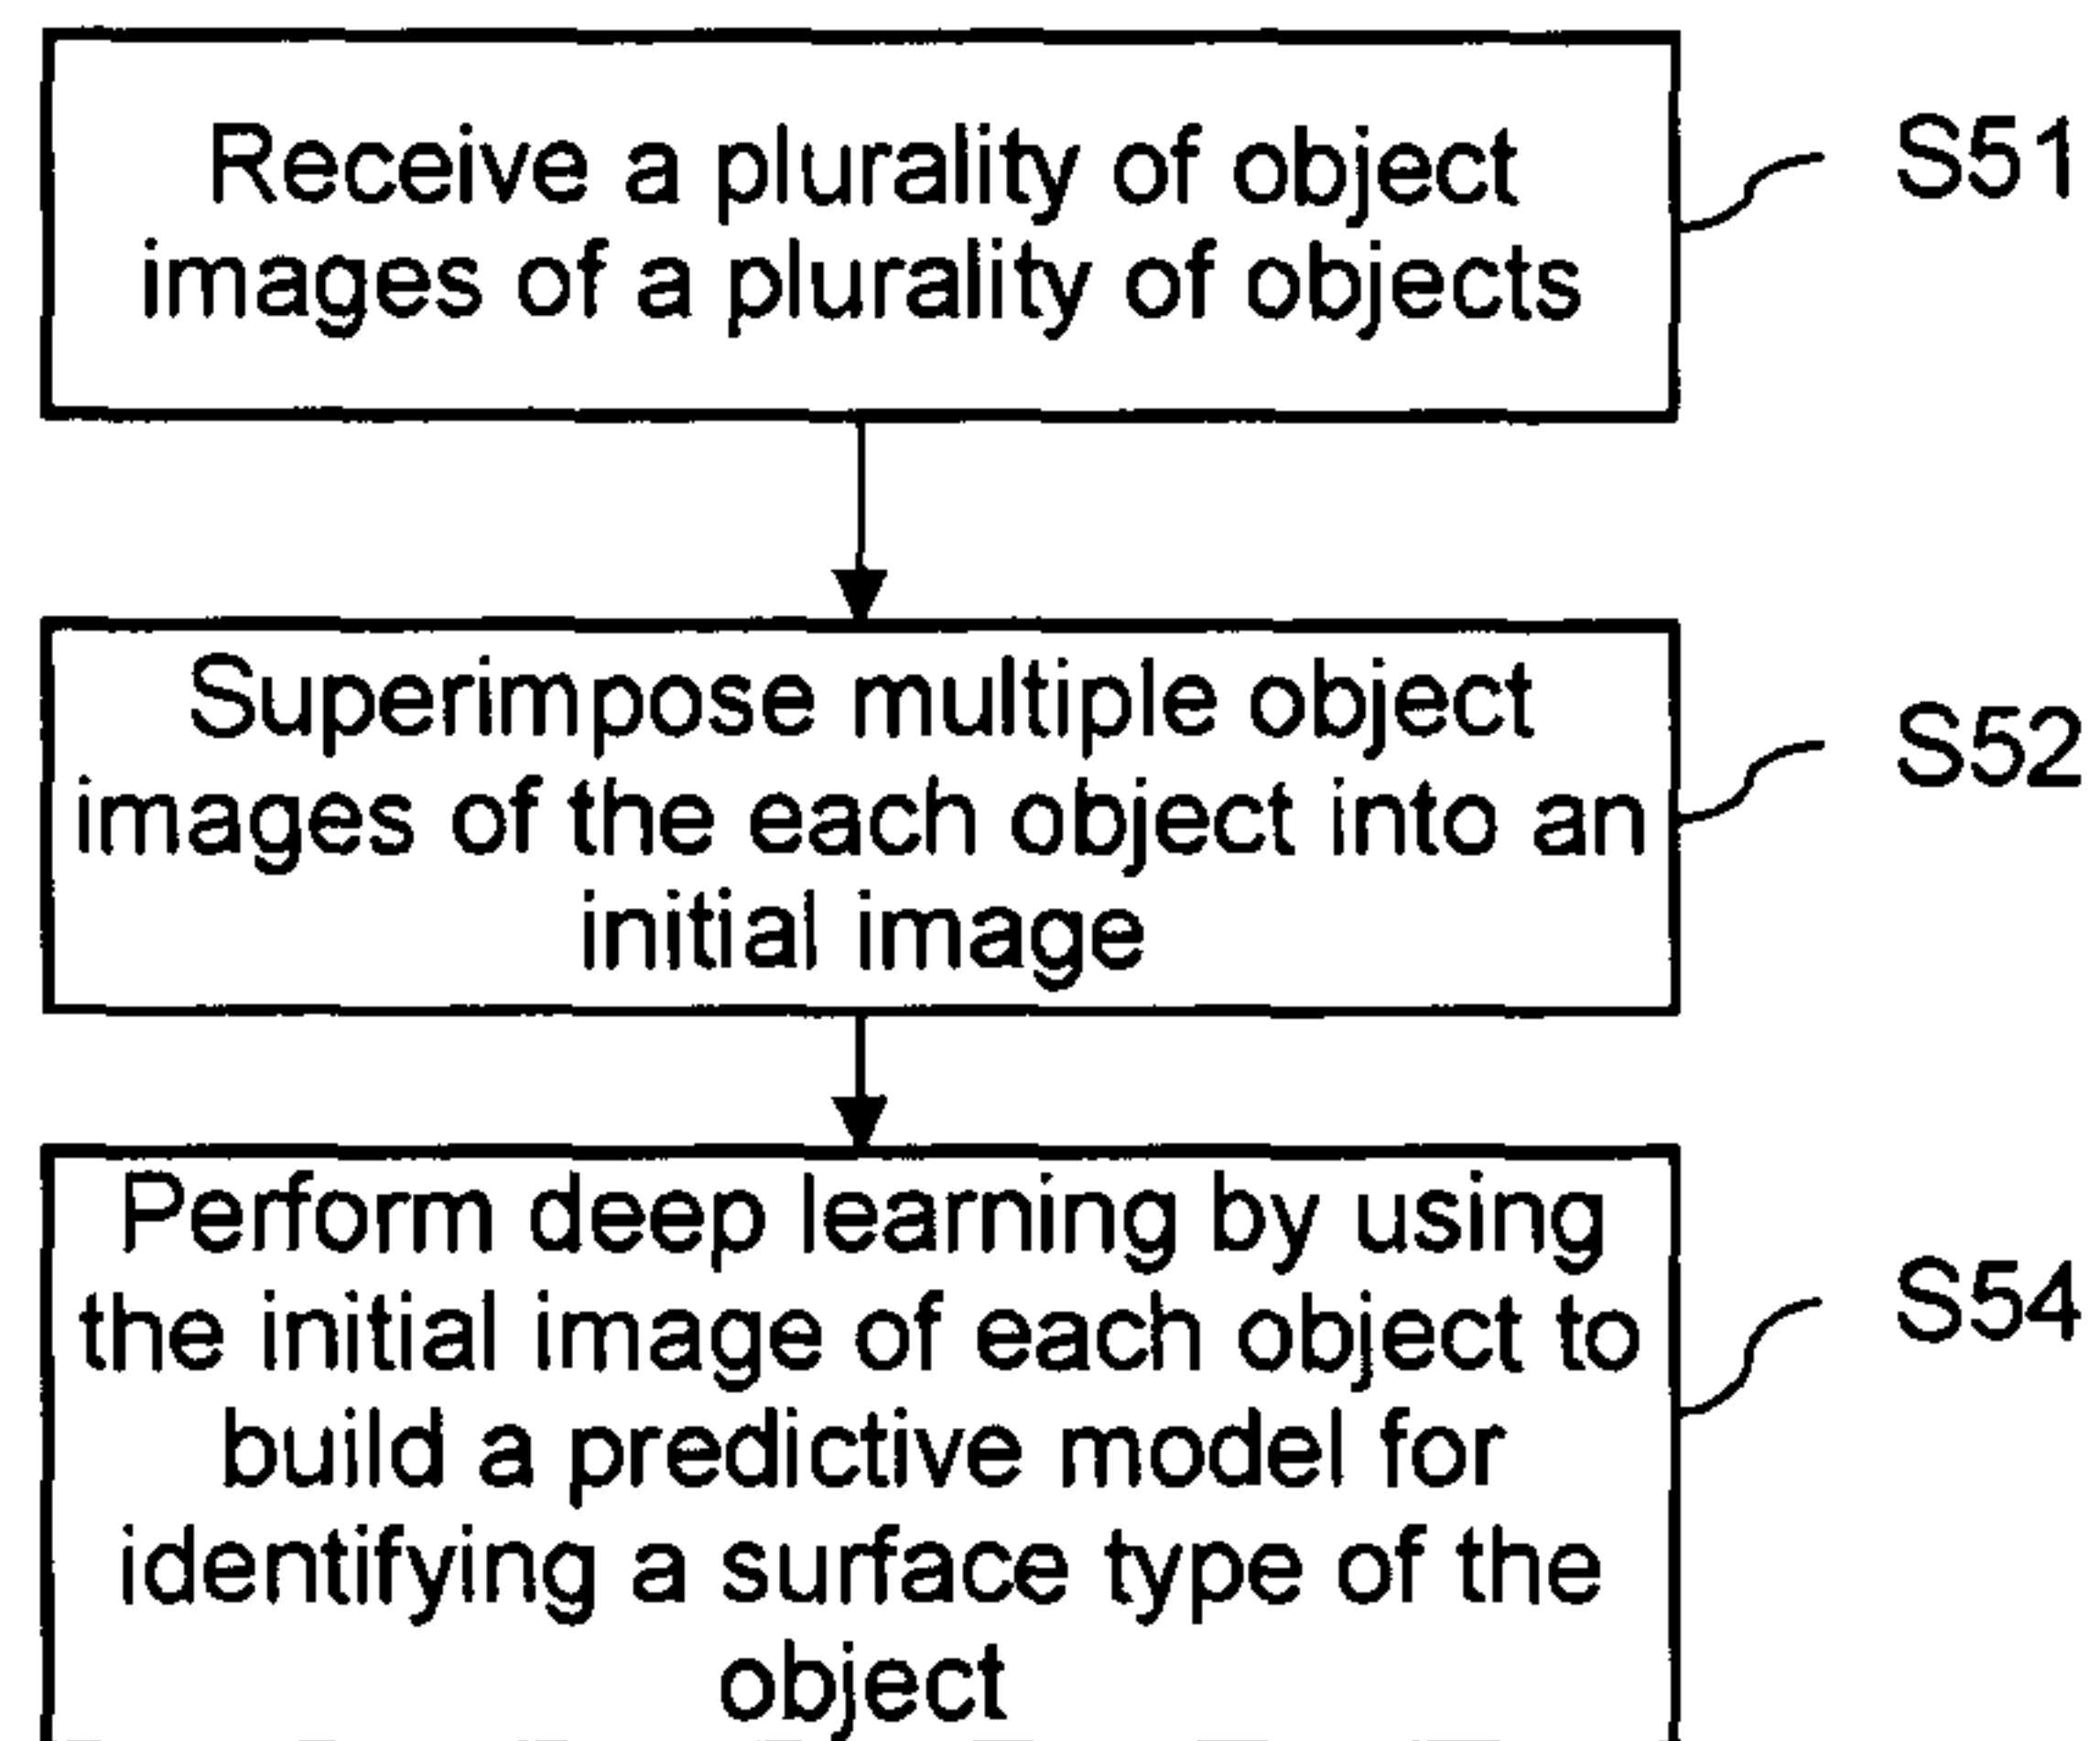 Receive a plurality of object
images of a plurality of objects
S51
Superimpose multiple object
images of the each object into an
initial image
S52
Perform deep learning by using
the initial image of each object to
build a predictive model for
identifying a surface type of the
object
S54